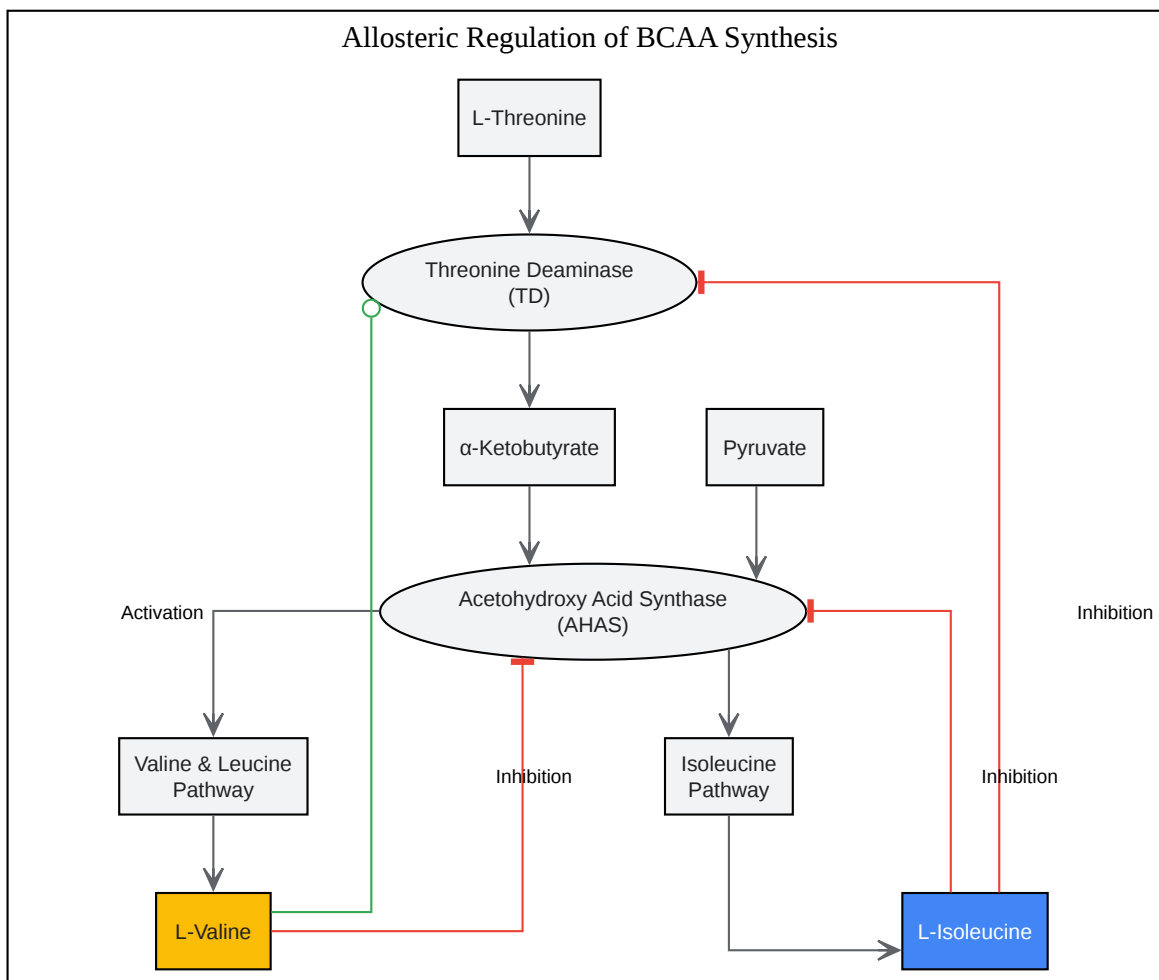 Allosteric Regulation of BCAA Synthesis
L-Threonine
Threonine Deaminase
(TD)
α-Ketobutyrate
Pyruvate
Acetohydroxy Acid Synthase
(AHAS)
Activation
Inhibition
Valine & Leucine
Pathway
Inhibition
Isoleucine
Pathway
Inhibition
L-Valine
L-Isoleucine